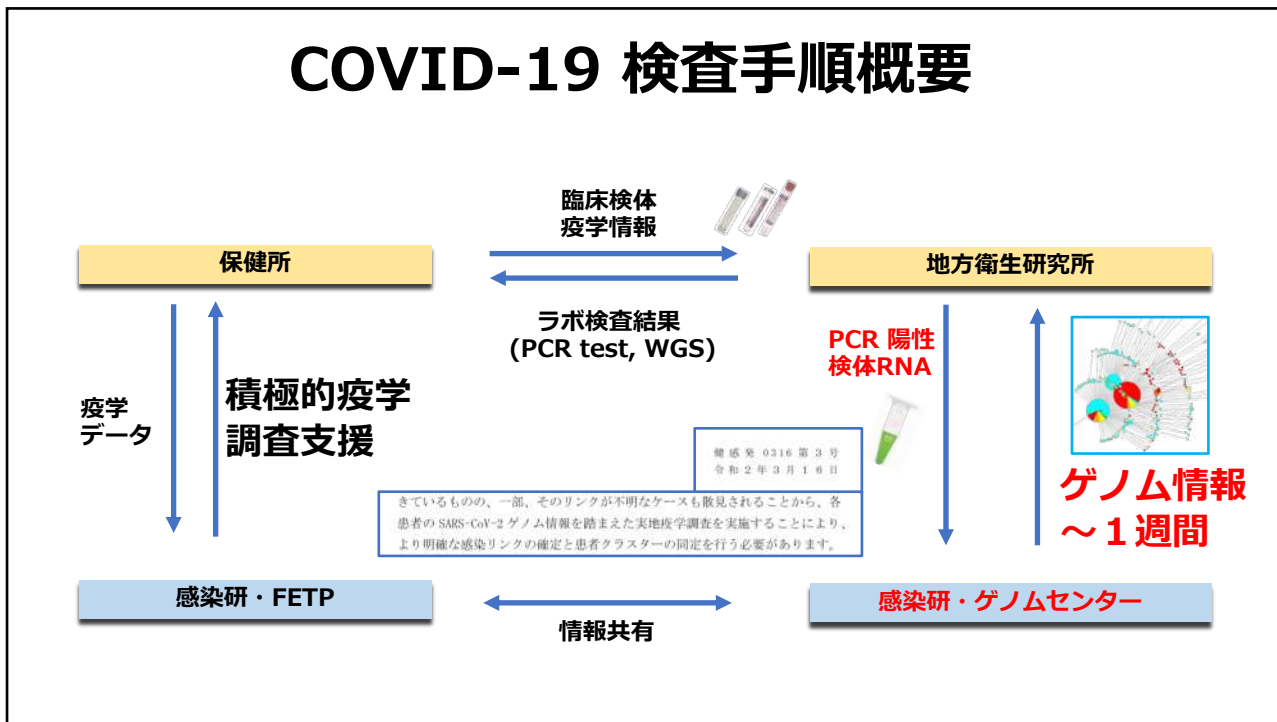 COVID-19 検査手順概要
臨床検体
疫学情報
保健所
地方衛生研究所
ラボ検査結果
(PCR test, WGS)
PCR 陽性
検体RNA
疫学
データ
積極的疫学
調査支援
健感発0316第3号
令和2年3月16日
きているものの、一部、そのリンクが不明なケースも散見されることから、各
患者の SARS-CoV-2 ゲノム情報を踏まえた実地疫学調査を実施することにより、
より明確な感染リンクの確定と患者クラスターの同定を行う必要があります。
ゲノム情報
～１週間
感染研・FETP
感染研・ゲノムセンター
情報共有